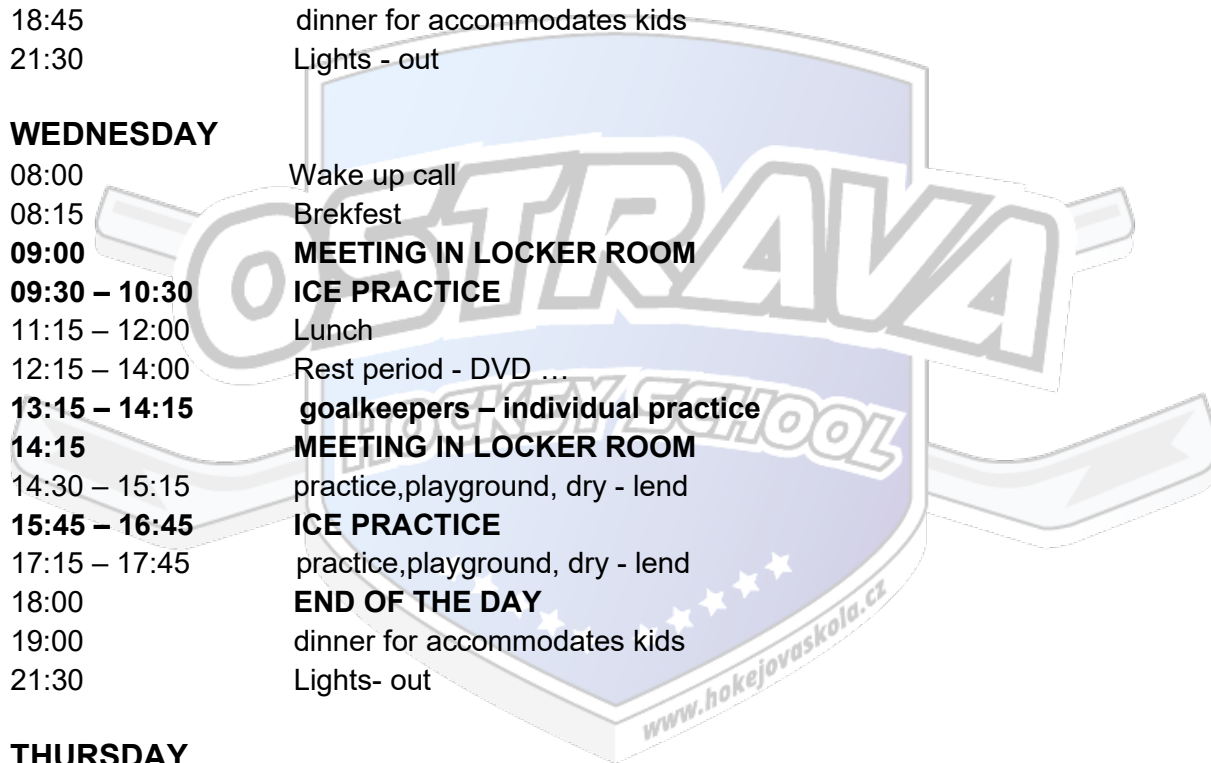 18:45 dinner for accommodates kids
21:30 Lights - out
WEDNESDAY
08:00 Wake up call
08:15 Brekfest
09:00 MEETING IN LOCKER ROOM
09:30 – 10:30 ICE PRACTICE
11:15 – 12:00 Lunch
12:15 – 14:00 Rest period - DVD …
13:15 – 14:15 goalkeepers – individual practice
14:15 MEETING IN LOCKER ROOM
14:30 – 15:15 practice,playground, dry - lend
15:45 – 16:45 ICE PRACTICE
17:15 – 17:45 practice,playground, dry - lend
18:00 END OF THE DAY
19:00 dinner for accommodates kids
21:30 Lights- out
THURSDAY
OSTRAVA
HOCKEY SCHOOL
www.hokejovaskola.cz